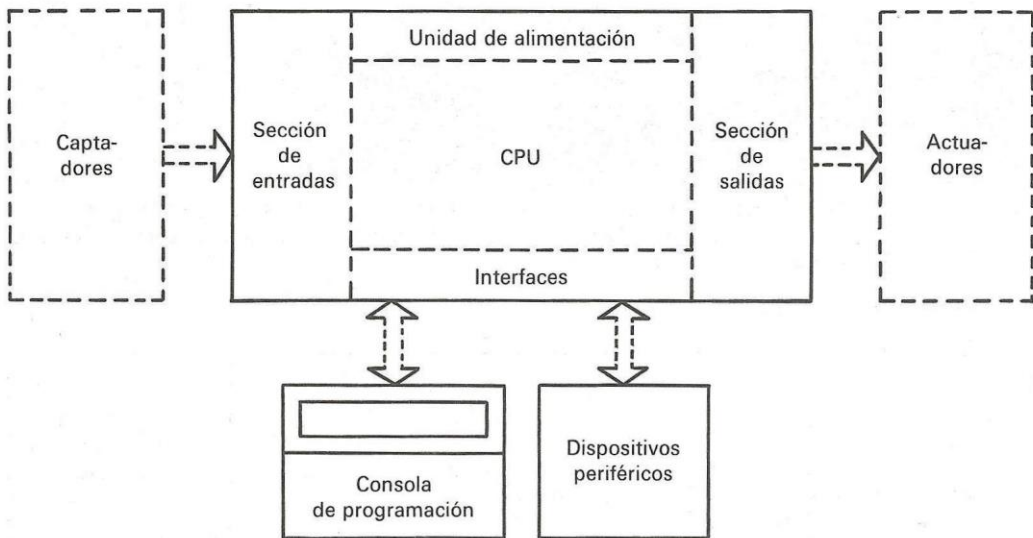 Unidad de alimentación
Capta-
dores
Sección
de
entradas
CPU
Sección
de
salidas
Actua-
dores
Interfaces
Consola
de programación
Dispositivos
periféricos